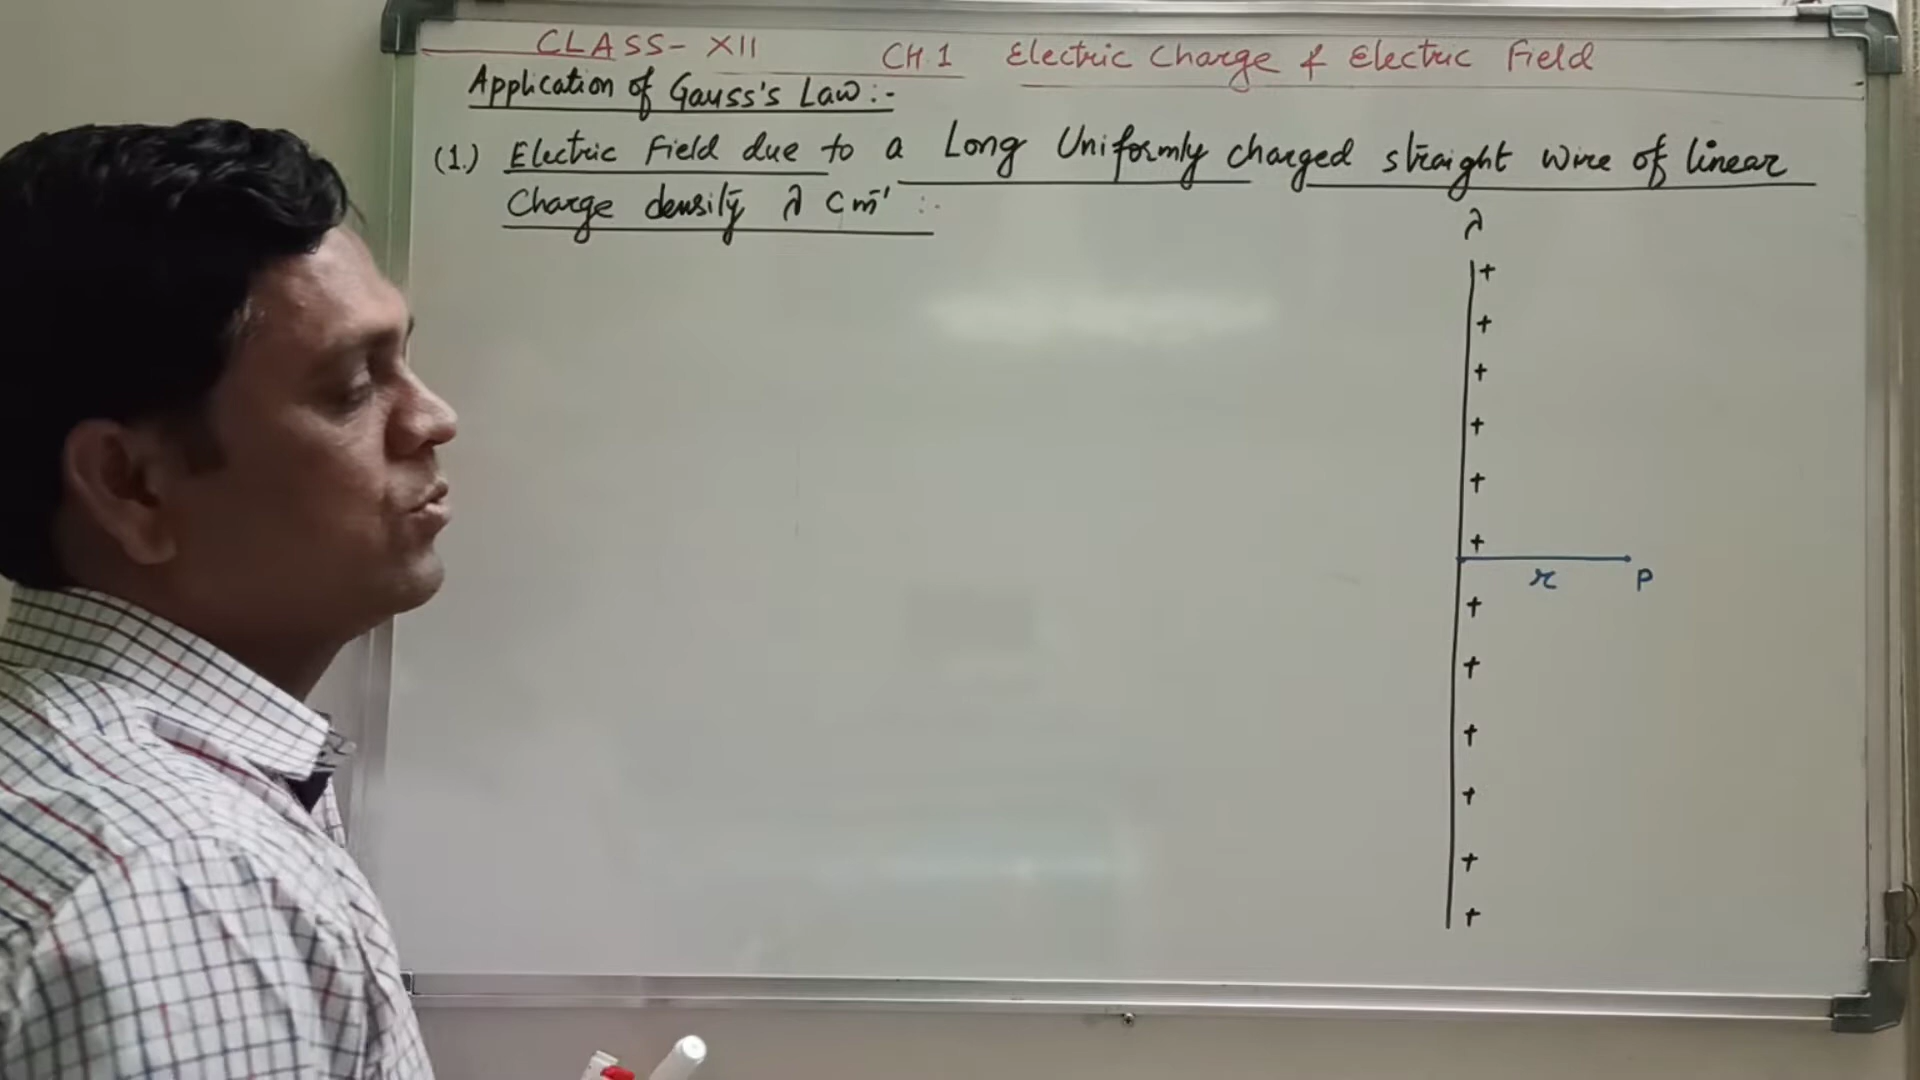 CLASS- XII CH.1 Electric Charge & Electric Field
Application of Gauss's Law :-
(1.) Electric Field due to a Long Uniformly charged straight wire of linear
Charge density λ Cm⁻¹ :-
λ
+
+
+
+
+
+
r P
+
+
+
+
+
+